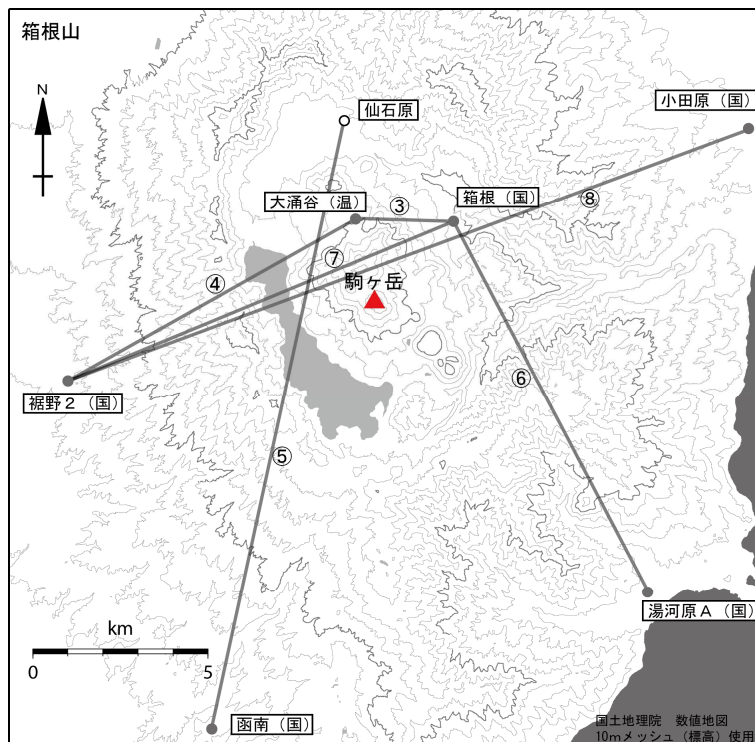 箱根山
N
仙石原
小田原（国）
大涌谷（温）
③
箱根（国）
⑧
④
⑦
駒ヶ岳
裾野２（国）
⑥
⑤
湯河原Ａ（国）
km
0
5
函南（国）
国土地理院　数値地図
10mメッシュ（標高）使用